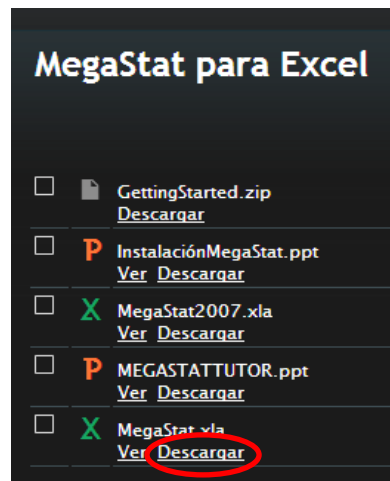 MegaStat para Excel
GettingStarted.zip
Descargar
InstalaciónMegaStat.ppt
Ver Descargar
MegaStat2007.xla
Ver Descargar
MEGASTATTUTOR.ppt
Ver Descargar
MegaStat.xla
Ver Descargar